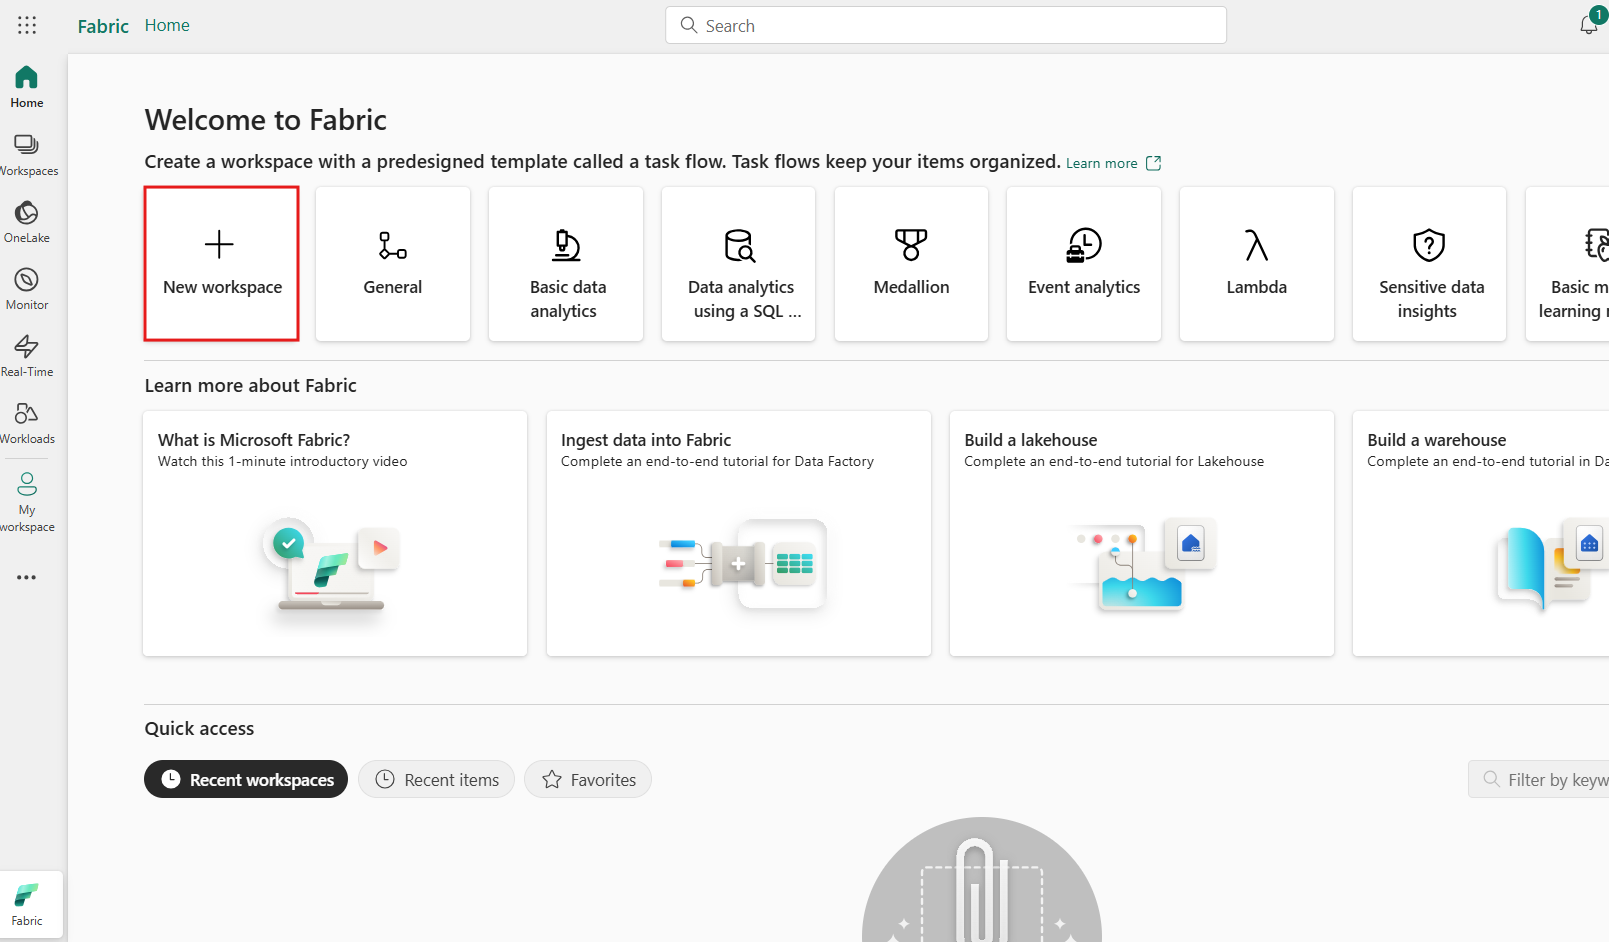 Fabric Home
Search
1
Home
Workspaces
OneLake
Monitor
Real-Time
Workloads
My
workspace
Fabric
Welcome to Fabric
Create a workspace with a predesigned template called a task flow. Task flows keep your items organized. Learn more
New workspace
General
Basic data
analytics
Data analytics
using a SQL ...
Medallion
Event analytics
Lambda
Sensitive data
insights
Basic m
learning
Learn more about Fabric
What is Microsoft Fabric?
Watch this 1-minute introductory video
Ingest data into Fabric
Complete an end-to-end tutorial for Data Factory
Build a lakehouse
Complete an end-to-end tutorial for Lakehouse
Build a warehouse
Complete an end-to-end tutorial in Da
Quick access
Recent workspaces
Recent items
Favorites
Filter by keyw